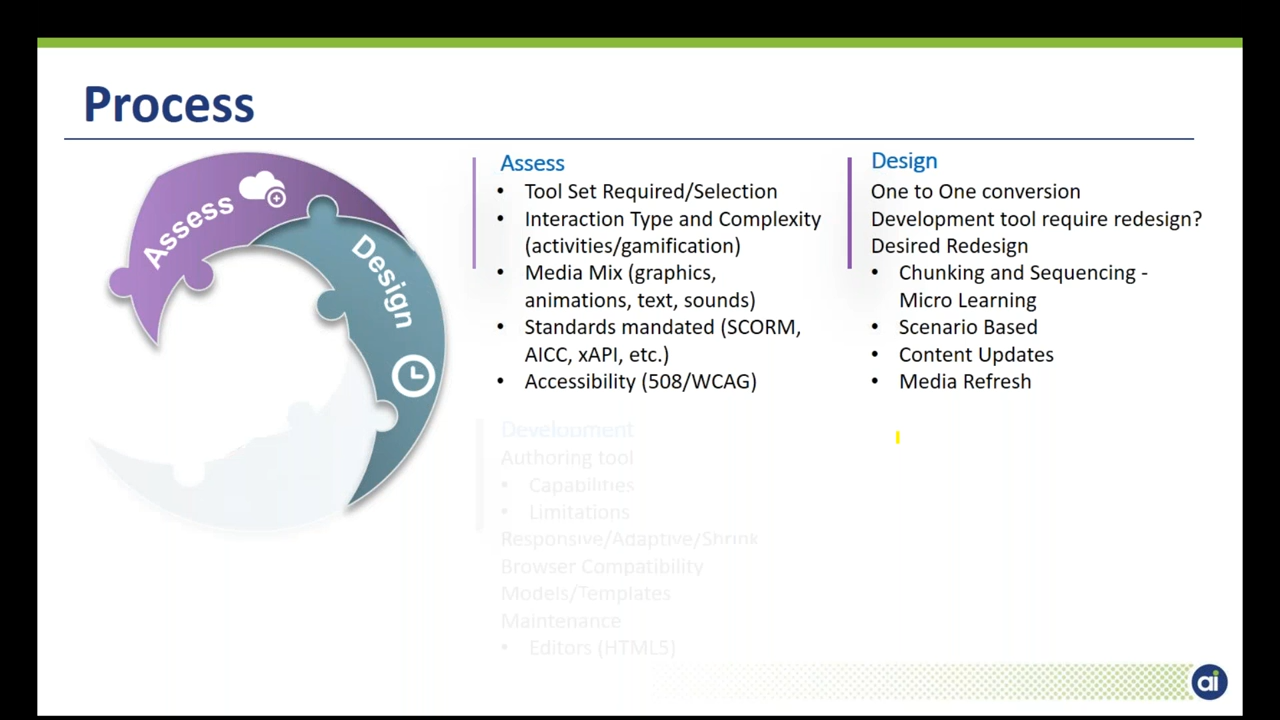 Process
Assess
Design
Assess
• Tool Set Required/Selection
• Interaction Type and Complexity
(activities/gamification)
• Media Mix (graphics,
animations, text, sounds)
• Standards mandated (SCORM,
AICC, xAPI, etc.)
• Accessibility (508/WCAG)
Design
One to One conversion
Development tool require redesign?
Desired Redesign
• Chunking and Sequencing -
Micro Learning
• Scenario Based
• Content Updates
• Media Refresh
Development
Authoring tool
• Capabilities
• Limitations
Responsive/Adaptive/Shrink
Browser Compatibility
Models/Templates
Maintenance
• Editors (HTML5)
ai